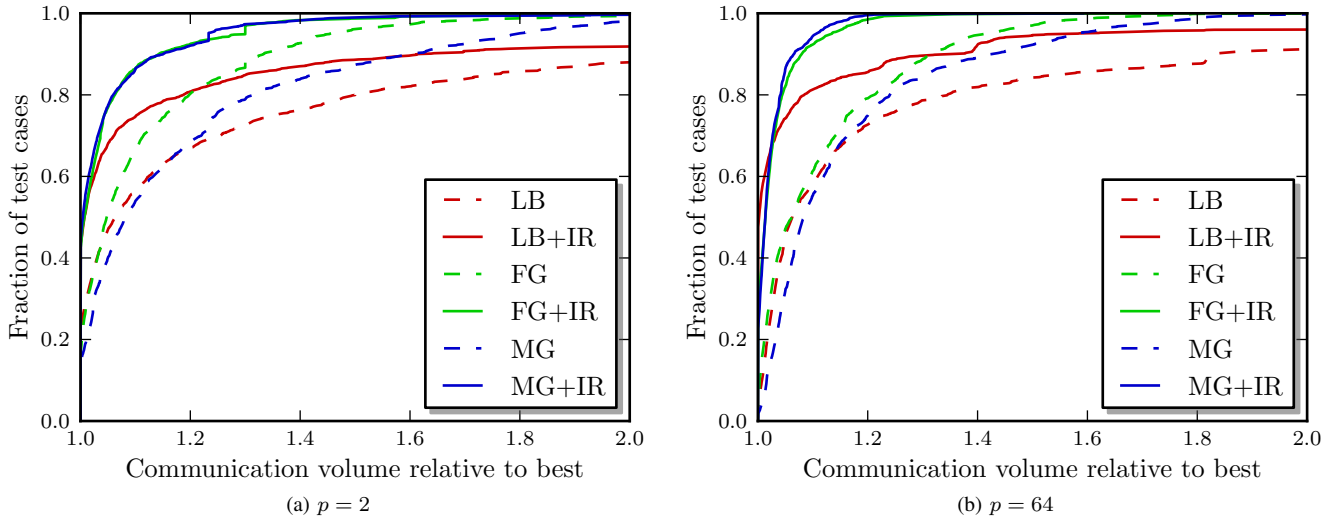 Fraction of test cases
1.0
0.8
0.6
0.4
0.2
0.0
LB
LB+IR
FG
FG+IR
MG
MG+IR
1.0 1.2 1.4 1.6 1.8 2.0
Communication volume relative to best
(a) p = 2
Fraction of test cases
1.0
0.8
0.6
0.4
0.2
0.0
LB
LB+IR
FG
FG+IR
MG
MG+IR
1.0 1.2 1.4 1.6 1.8 2.0
Communication volume relative to best
(b) p = 64